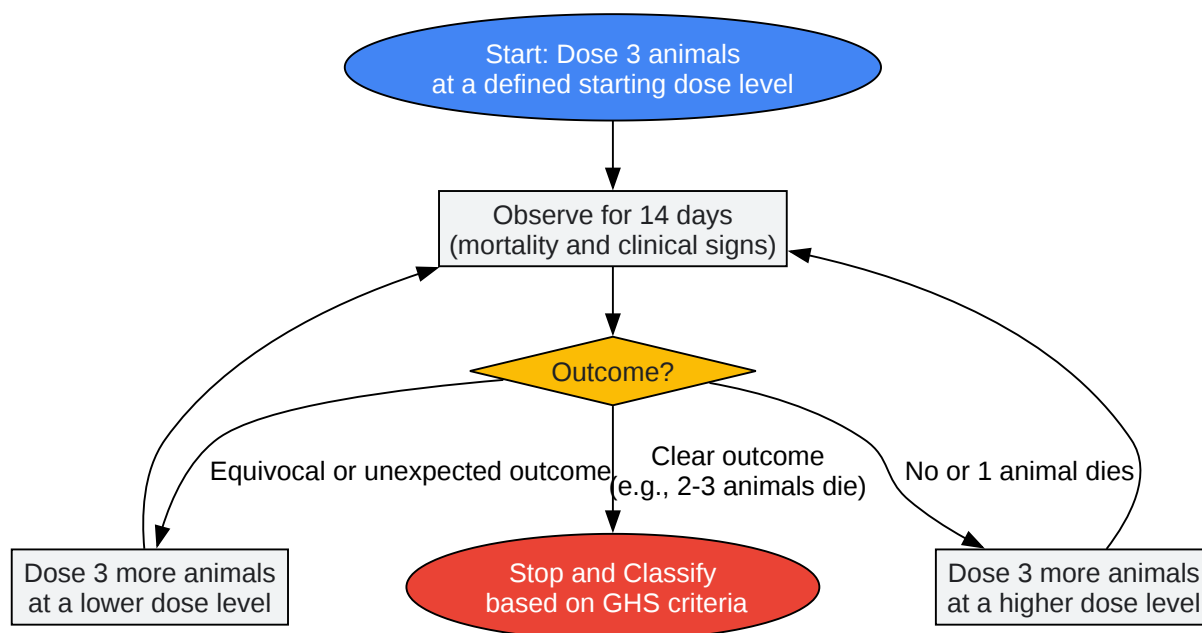 Start: Dose 3 animals
at a defined starting dose level
Observe for 14 days
(mortality and clinical signs)
Outcome?
Equivocal or unexpected outcome
Clear outcome
(e.g., 2-3 animals die)
No or 1 animal dies
Dose 3 more animals
at a lower dose level
Stop and Classify
based on GHS criteria
Dose 3 more animals
at a higher dose level